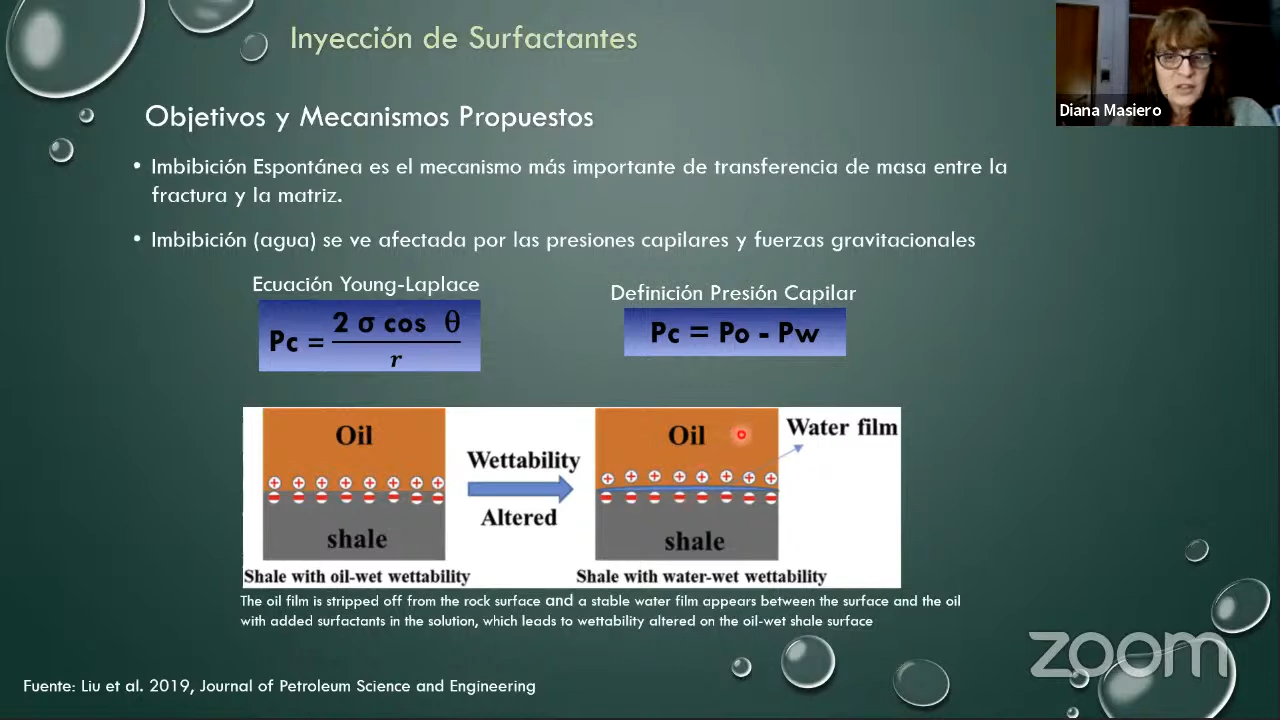 Inyección de Surfactantes
Diana Masiero
Objetivos y Mecanismos Propuestos
• Imbibición Espontánea es el mecanismo más importante de transferencia de masa entre la
fractura y la matriz.
• Imbibición (agua) se ve afectada por las presiones capilares y fuerzas gravitacionales
Ecuación Young-Laplace
Pc = 2 σ cos θ / r
Definición Presión Capilar
Pc = Po - Pw
Oil
shale
Shale with oil-wet wettability
Wettability
Altered
Oil
Water film
shale
Shale with water-wet wettability
The oil film is stripped off from the rock surface and a stable water film appears between the surface and the oil
with added surfactants in the solution, which leads to wettability altered on the oil-wet shale surface
zoom
Fuente: Liu et al. 2019, Journal of Petroleum Science and Engineering